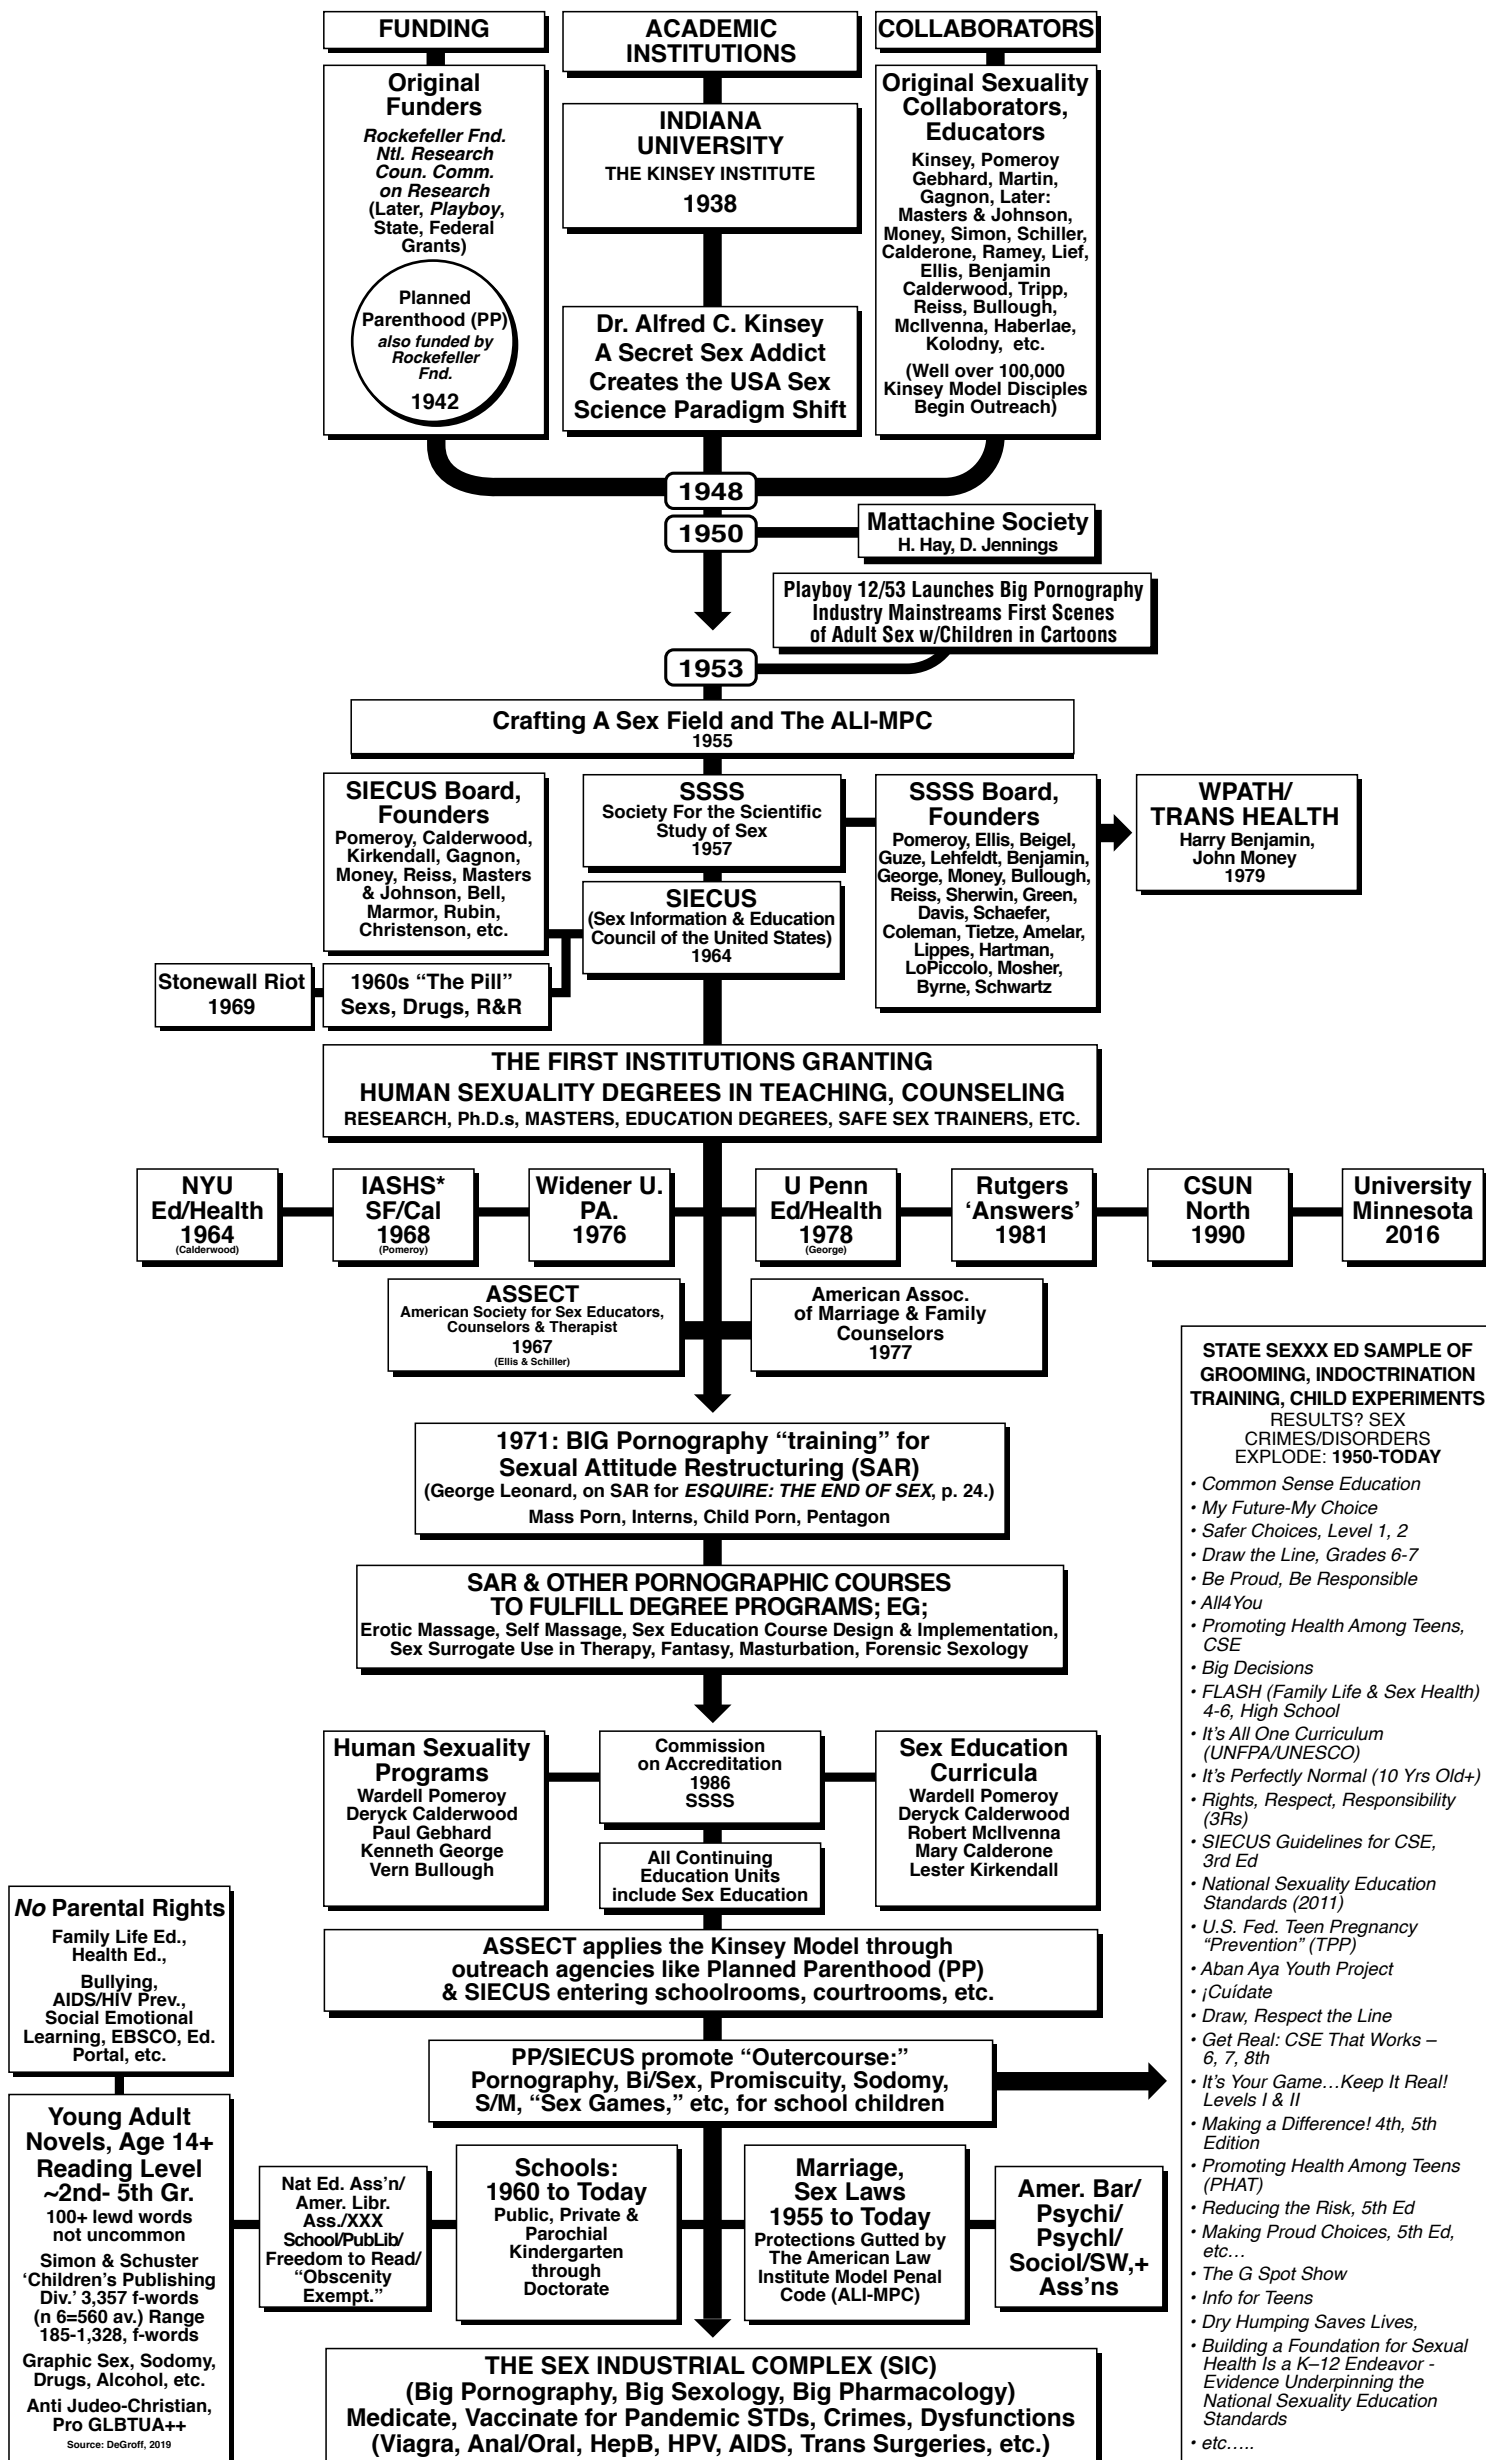 FUNDING
Original
Funders
Rockefeller Fnd.
Ntl. Research
Coun. Comm.
on Research
(Later, Playboy,
State, Federal
Grants)
Planned
Parenthood (PP)
also funded by
Rockefeller
Fnd.
1942
ACADEMIC
INSTITUTIONS
INDIANA
UNIVERSITY
THE KINSEY INSTITUTE
1938
Dr. Alfred C. Kinsey
A Secret Sex Addict
Creates the USA Sex
Science Paradigm Shift
COLLABORATORS
Original Sexuality
Collaborators,
Educators
Kinsey, Pomeroy
Gebhard, Martin,
Gagnon, Later:
Masters & Johnson,
Money, Simon, Schiller,
Calderone, Ramey, Lief,
Ellis, Benjamin
Calderwood, Tripp,
Reiss, Bullough,
McIlvenna, Haberlae,
Kolodny, etc.
(Well over 100,000
Kinsey Model Disciples
Begin Outreach)
1948
1950
Mattachine Society
H. Hay, D. Jennings
Playboy 12/53 Launches Big Pornography
Industry Mainstreams First Scenes
of Adult Sex w/Children in Cartoons
1953
Crafting A Sex Field and The ALI-MPC
1955
SIECUS Board,
Founders
Pomeroy, Calderwood,
Kirkendall, Gagnon,
Money, Reiss, Masters
& Johnson, Bell,
Marmor, Rubin,
Christenson, etc.
SSSS
Society For the Scientific
Study of Sex
1957
SIECUS
(Sex Information & Education
Council of the United States)
1964
SSSS Board,
Founders
Pomeroy, Ellis, Beigel,
Guze, Lehfeldt, Benjamin,
George, Money, Bullough,
Reiss, Sherwin, Green,
Davis, Schaefer,
Coleman, Tietze, Amelar,
Lippes, Hartman,
LoPiccolo, Mosher,
Byrne, Schwartz
WPATH/
TRANS HEALTH
Harry Benjamin,
John Money
1979
Stonewall Riot
1969
1960s “The Pill”
Sexs, Drugs, R&R
THE FIRST INSTITUTIONS GRANTING
HUMAN SEXUALITY DEGREES IN TEACHING, COUNSELING
RESEARCH, Ph.D.s, MASTERS, EDUCATION DEGREES, SAFE SEX TRAINERS, ETC.
NYU
Ed/Health
1964
(Calderwood)
IASHS*
SF/Cal
1968
(Pomeroy)
Widener U.
PA.
1976
U Penn
Ed/Health
1978
(George)
Rutgers
‘Answers’
1981
CSUN
North
1990
University
Minnesota
2016
ASSECT
American Society for Sex Educators,
Counselors & Therapist
1967
(Ellis & Schiller)
American Assoc.
of Marriage & Family
Counselors
1977
1971: BIG Pornography “training” for
Sexual Attitude Restructuring (SAR)
(George Leonard, on SAR for ESQUIRE: THE END OF SEX, p. 24.)
Mass Porn, Interns, Child Porn, Pentagon
SAR & OTHER PORNOGRAPHIC COURSES
TO FULFILL DEGREE PROGRAMS; EG;
Erotic Massage, Self Massage, Sex Education Course Design & Implementation,
Sex Surrogate Use in Therapy, Fantasy, Masturbation, Forensic Sexology
Human Sexuality
Programs
Wardell Pomeroy
Deryck Calderwood
Paul Gebhard
Kenneth George
Vern Bullough
Commission
on Accreditation
1986
SSSS
All Continuing
Education Units
include Sex Education
Sex Education
Curricula
Wardell Pomeroy
Deryck Calderwood
Robert McIlvenna
Mary Calderone
Lester Kirkendall
ASSECT applies the Kinsey Model through
outreach agencies like Planned Parenthood (PP)
& SIECUS entering schoolrooms, courtrooms, etc.
PP/SIECUS promote “Outercourse:”
Pornography, Bi/Sex, Promiscuity, Sodomy,
S/M, “Sex Games,” etc, for school children
No Parental Rights
Family Life Ed.,
Health Ed.,
Bullying,
AIDS/HIV Prev.,
Social Emotional
Learning, EBSCO, Ed.
Portal, etc.
Young Adult
Novels, Age 14+
Reading Level
~2nd- 5th Gr.
100+ lewd words
not uncommon
Simon & Schuster
‘Children’s Publishing
Div.’ 3,357 f-words
(n 6=560 av.) Range
185-1,328, f-words
Graphic Sex, Sodomy,
Drugs, Alcohol, etc.
Anti Judeo-Christian,
Pro GLBTUA++
Source: DeGroff, 2019
Nat Ed. Ass’n/
Amer. Libr.
Ass./XXX
School/PubLib/
Freedom to Read/
“Obscenity
Exempt.”
Schools:
1960 to Today
Public, Private &
Parochial
Kindergarten
through
Doctorate
Marriage,
Sex Laws
1955 to Today
Protections Gutted by
The American Law
Institute Model Penal
Code (ALI-MPC)
Amer. Bar/
Psychi/
Psychl/
Sociol/SW,+
Ass’ns
THE SEX INDUSTRIAL COMPLEX (SIC)
(Big Pornography, Big Sexology, Big Pharmacology)
Medicate, Vaccinate for Pandemic STDs, Crimes, Dysfunctions
(Viagra, Anal/Oral, HepB, HPV, AIDS, Trans Surgeries, etc.)
STATE SEXXX ED SAMPLE OF
GROOMING, INDOCTRINATION
TRAINING, CHILD EXPERIMENTS
RESULTS? SEX
CRIMES/DISORDERS
EXPLODE: 1950-TODAY
• Common Sense Education
• My Future-My Choice
• Safer Choices, Level 1, 2
• Draw the Line, Grades 6-7
• Be Proud, Be Responsible
• All4You
• Promoting Health Among Teens,
CSE
• Big Decisions
• FLASH (Family Life & Sex Health)
4-6, High School
• It’s All One Curriculum
(UNFPA/UNESCO)
• It’s Perfectly Normal (10 Yrs Old+)
• Rights, Respect, Responsibility
(3Rs)
• SIECUS Guidelines for CSE,
3rd Ed
• National Sexuality Education
Standards (2011)
• U.S. Fed. Teen Pregnancy
“Prevention” (TPP)
• Aban Aya Youth Project
• ¡Cuídate
• Draw, Respect the Line
• Get Real: CSE That Works –
6, 7, 8th
• It’s Your Game…Keep It Real!
Levels I & II
• Making a Difference! 4th, 5th
Edition
• Promoting Health Among Teens
(PHAT)
• Reducing the Risk, 5th Ed
• Making Proud Choices, 5th Ed,
etc…
• The G Spot Show
• Info for Teens
• Dry Humping Saves Lives,
• Building a Foundation for Sexual
Health Is a K–12 Endeavor -
Evidence Underpinning the
National Sexuality Education
Standards
• etc…..